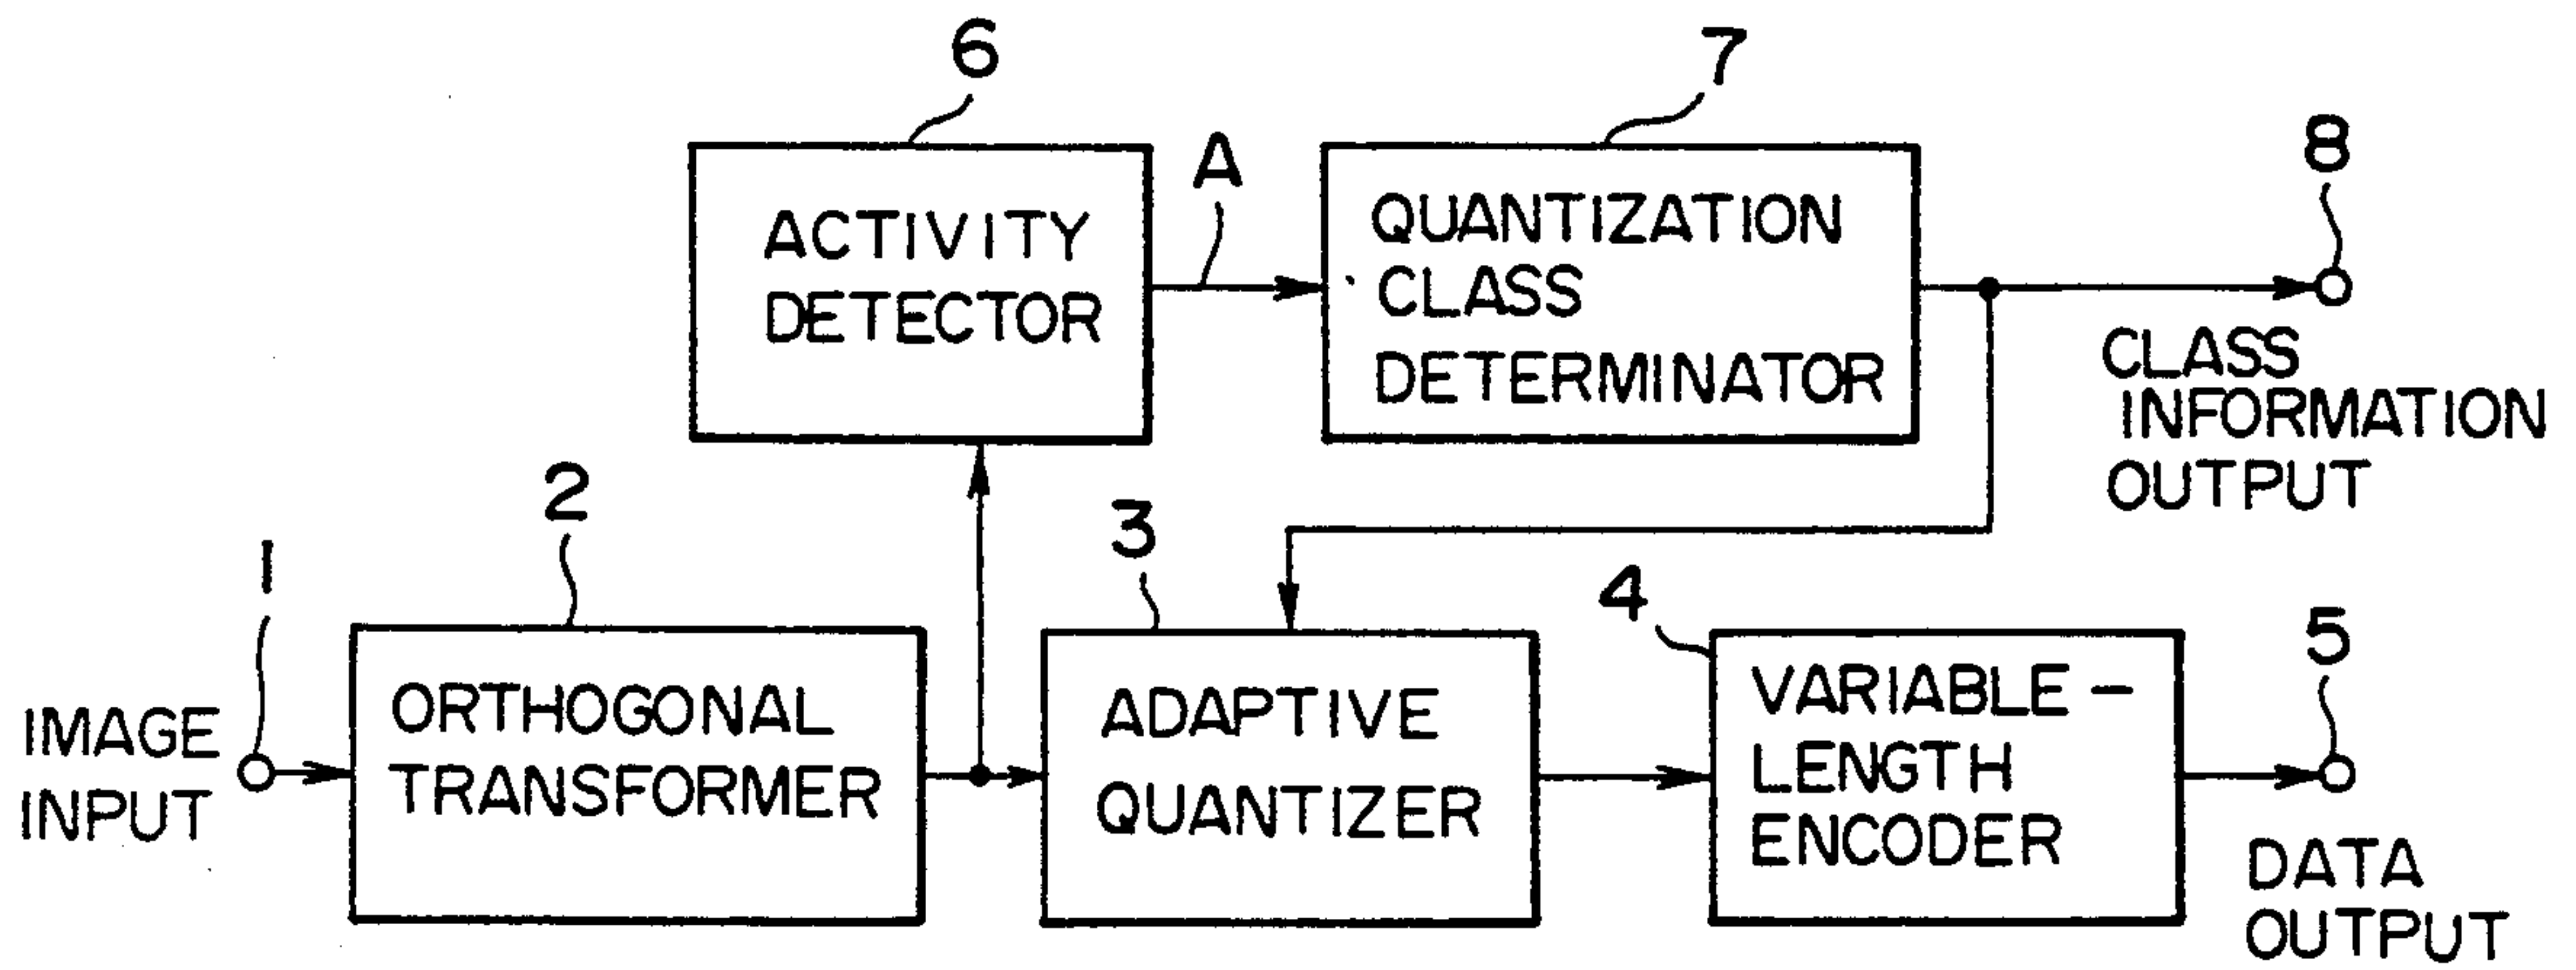 6
7
A
8
ACTIVITY
DETECTOR
QUANTIZATION
CLASS
DETERMINATOR
CLASS
INFORMATION
OUTPUT
1
2
3
4
5
IMAGE
INPUT
ORTHOGONAL
TRANSFORMER
ADAPTIVE
QUANTIZER
VARIABLE-
LENGTH
ENCODER
DATA
OUTPUT